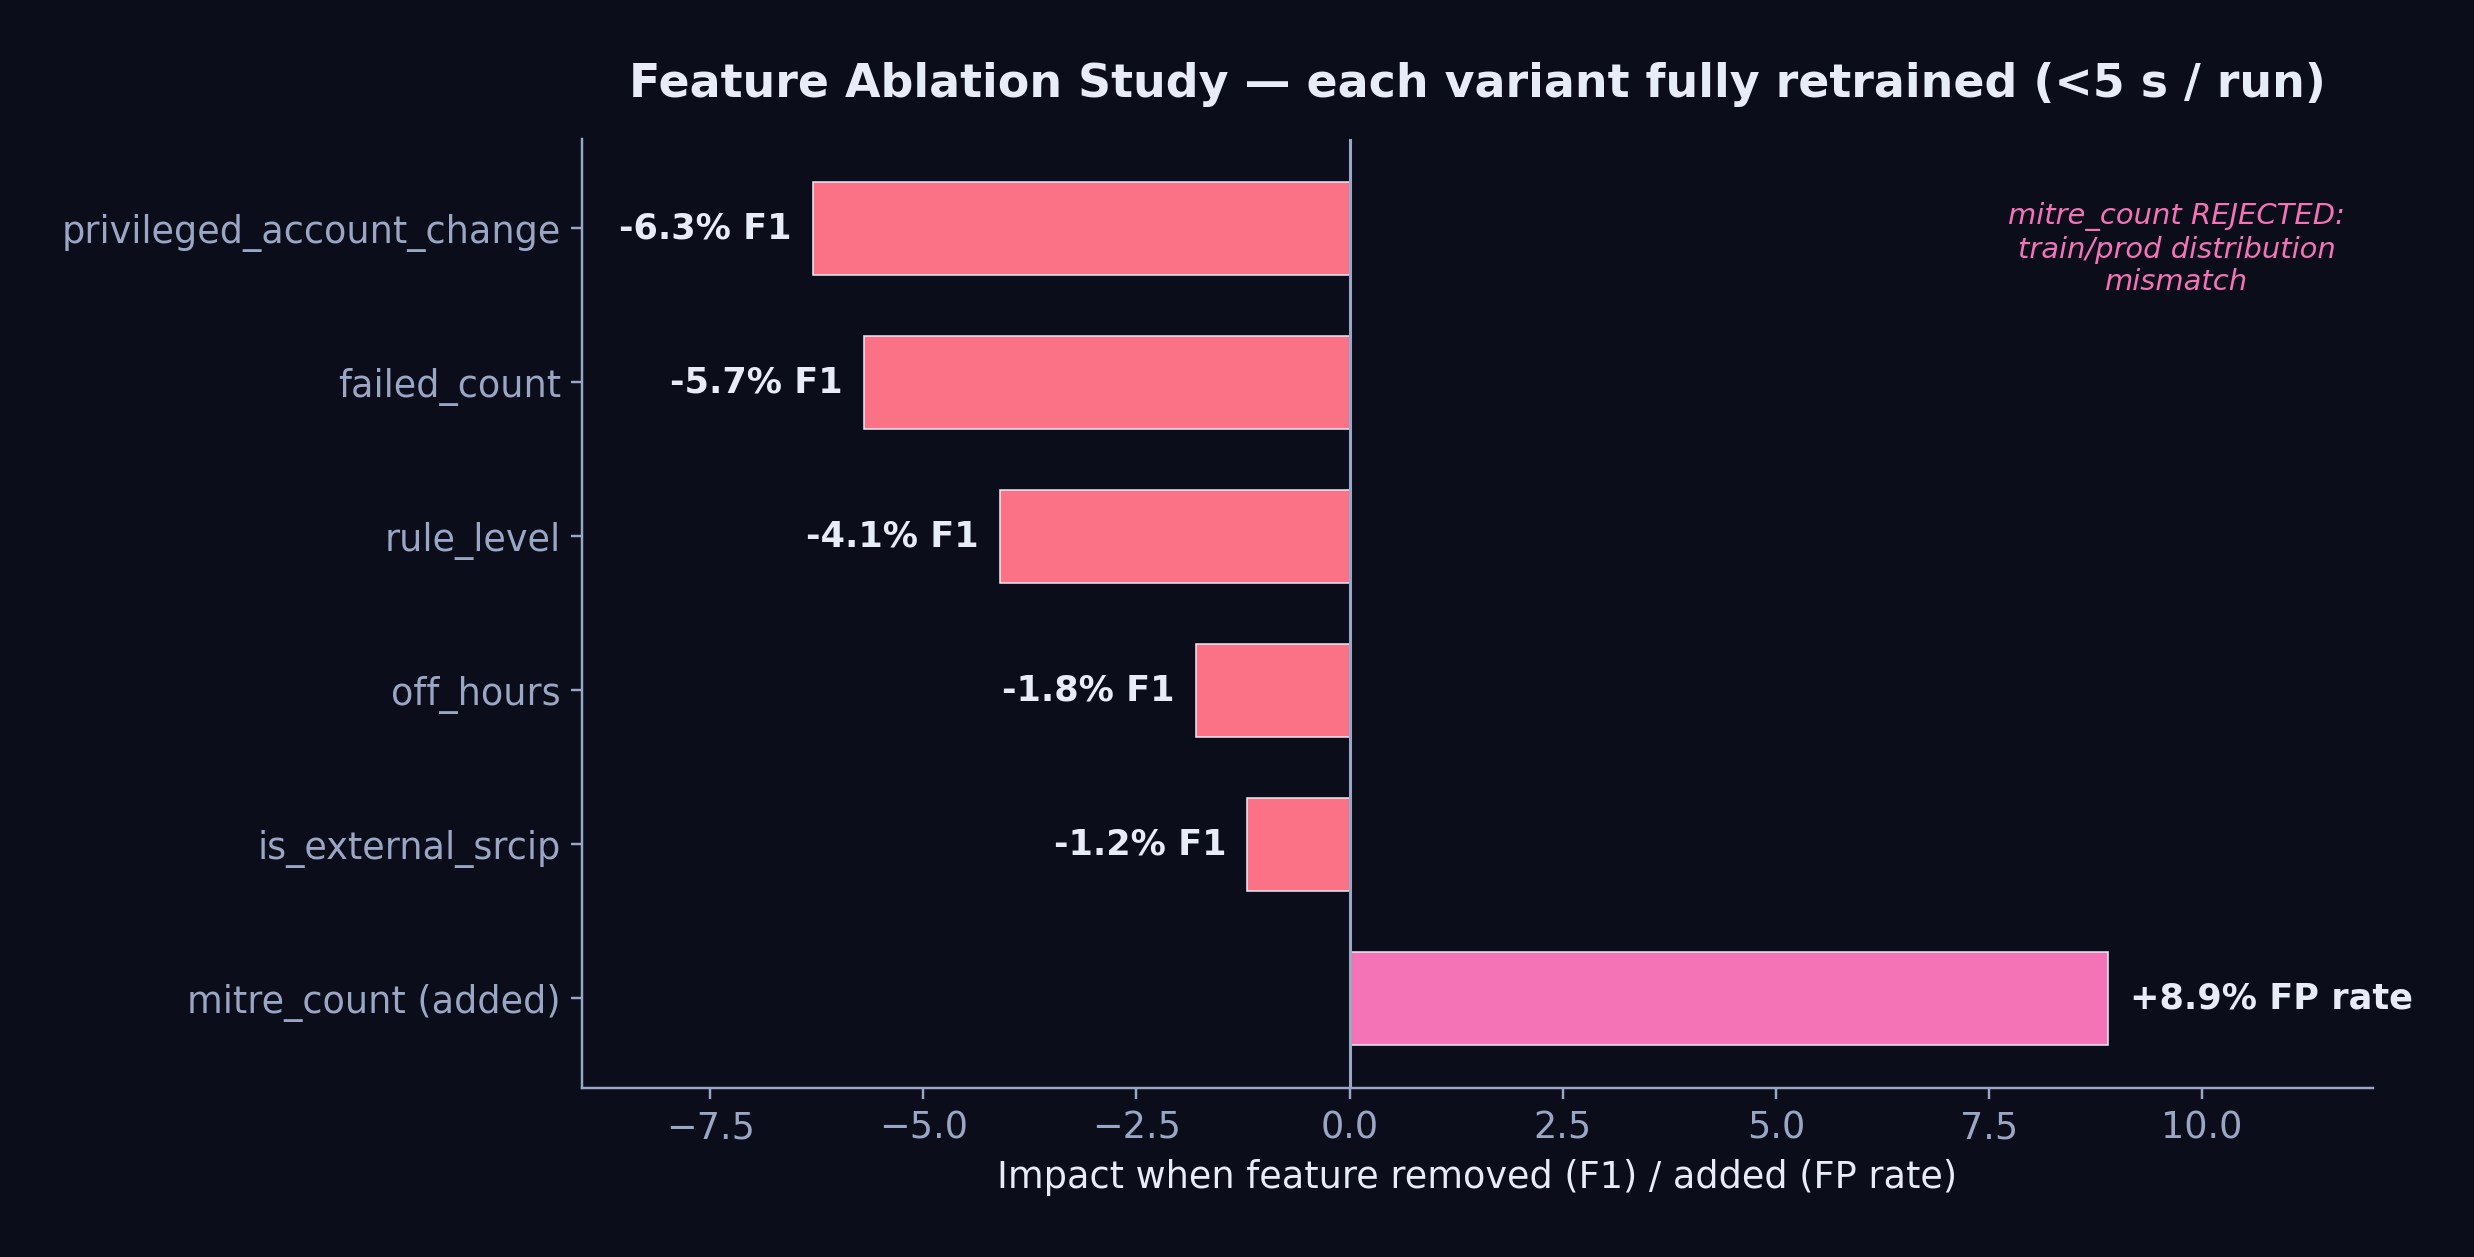 Feature Ablation Study — each variant fully retrained (<5 s / run)
privileged_account_change
-6.3% F1
mitre_count REJECTED:
train/prod distribution
mismatch
failed_count
-5.7% F1
rule_level
-4.1% F1
off_hours
-1.8% F1
is_external_srcip
-1.2% F1
mitre_count (added)
+8.9% FP rate
−7.5 −5.0 −2.5 0.0 2.5 5.0 7.5 10.0
Impact when feature removed (F1) / added (FP rate)